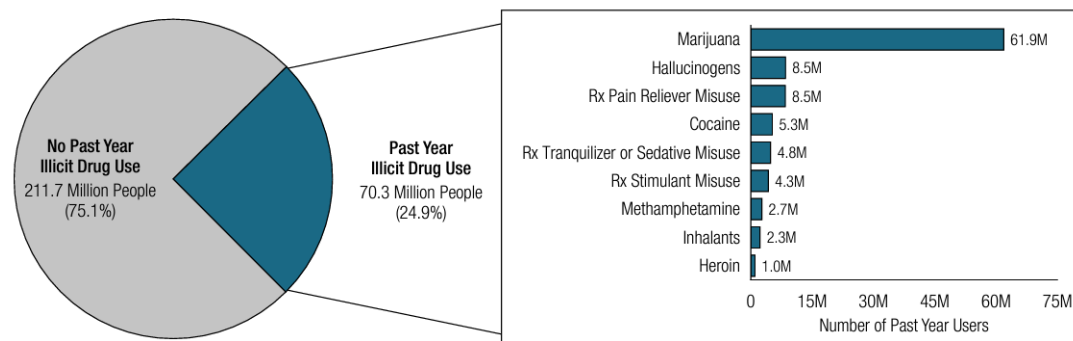 No Past Year
Illicit Drug Use
211.7 Million People
(75.1%)
Past Year
Illicit Drug Use
70.3 Million People
(24.9%)
Marijuana 61.9M
Hallucinogens 8.5M
Rx Pain Reliever Misuse 8.5M
Cocaine 5.3M
Rx Tranquilizer or Sedative Misuse 4.8M
Rx Stimulant Misuse 4.3M
Methamphetamine 2.7M
Inhalants 2.3M
Heroin 1.0M
0 15M 30M 45M 60M 75M
Number of Past Year Users